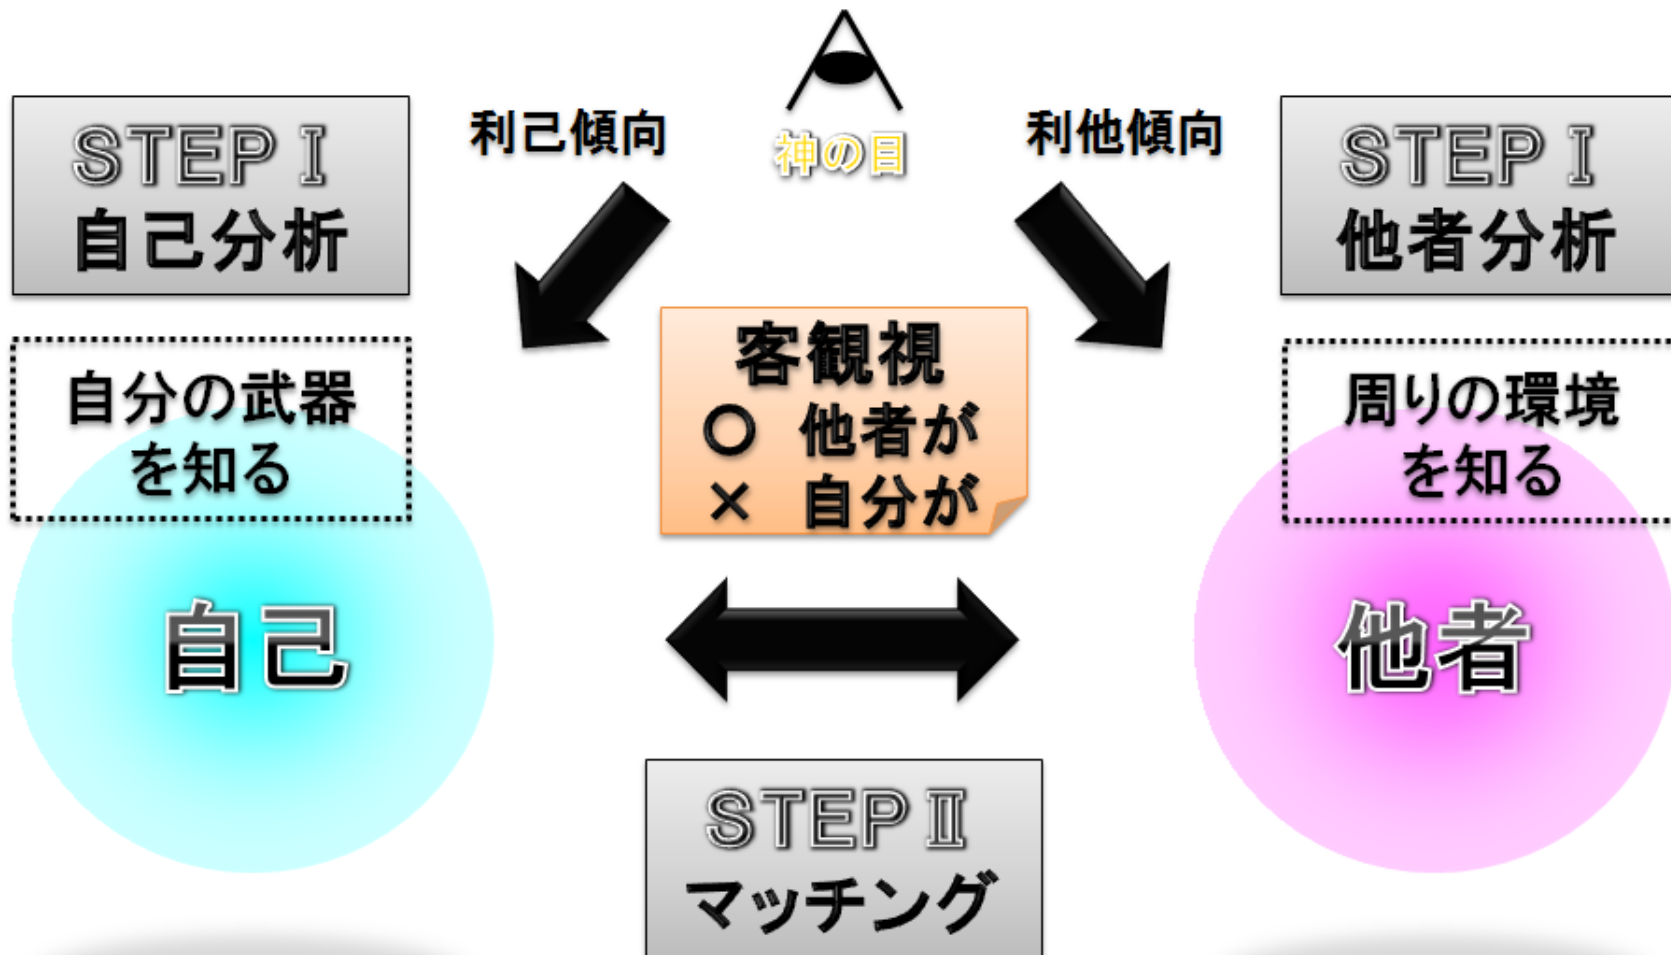 STEP Ⅰ
自己分析
利己傾向
神の目
利他傾向
STEP Ⅰ
他者分析
自分の武器
を知る
客観視
○ 他者が
× 自分が
周りの環境
を知る
自己
他者
STEP Ⅱ
マッチング